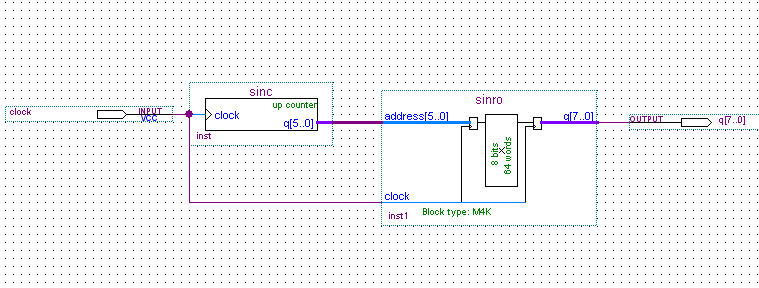 clock
INPUT
VCC
sinc
up counter
clock
q[5..0]
inst
sinro
address[5..0]
q[7..0]
8 bits
x
64 words
clock
Block type: M4K
inst1
OUTPUT
q[7..0]